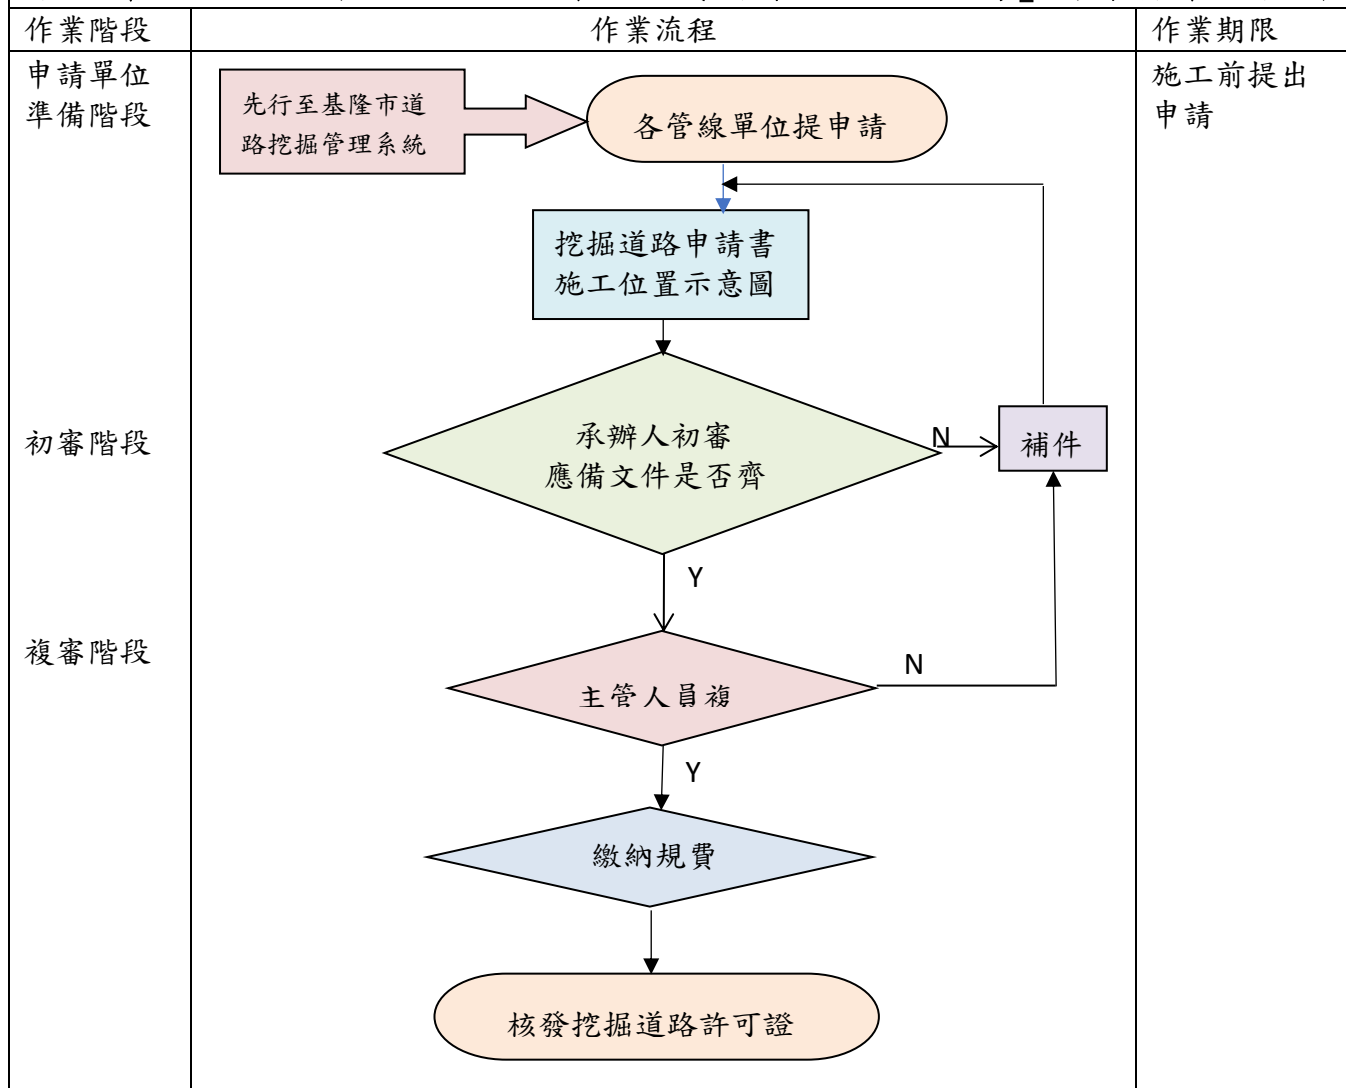 作業階段
作業流程
作業期限
申請單位
準備階段
先行至基隆市道
路挖掘管理系統
各管線單位提申請
施工前提出
申請
挖掘道路申請書
施工位置示意圖
初審階段
承辦人初審
應備文件是否齊
N
補件
Y
複審階段
主管人員複
N
Y
繳納規費
核發挖掘道路許可證